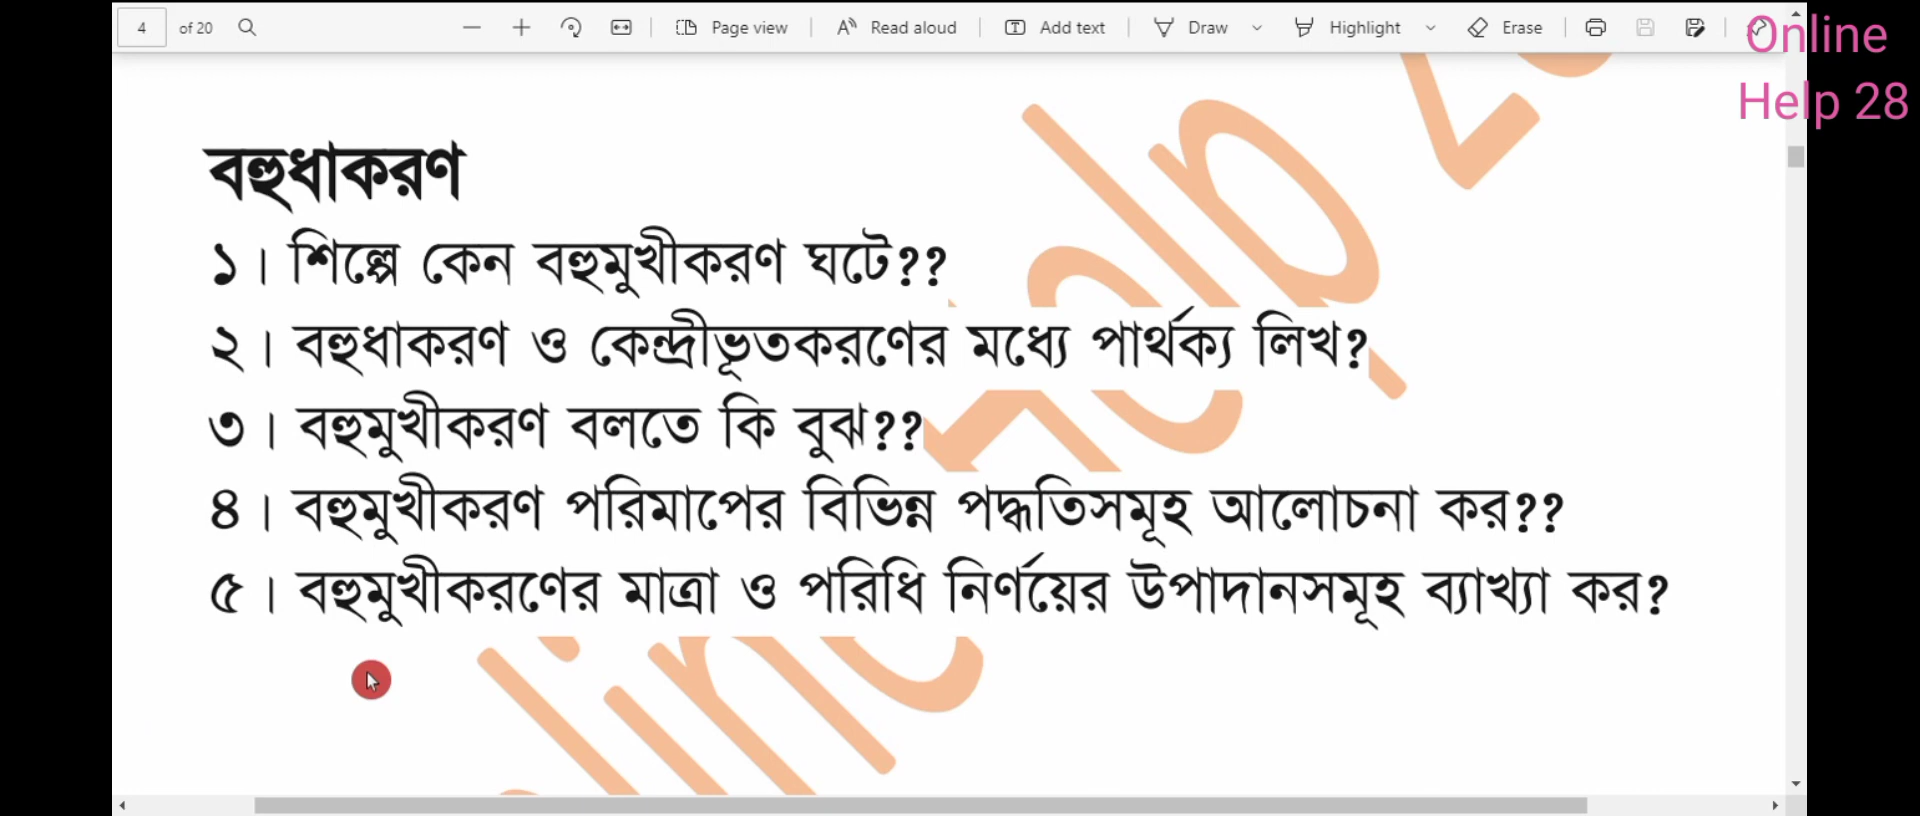 4 of 20 Page view Read aloud Add text Draw Highlight Erase
Online
Help 28
বহুধাকরণ
১। শিল্পে কেন বহুমুখীকরণ ঘটে??
২। বহুধাকরণ ও কেন্দ্রীভূতকরণের মধ্যে পার্থক্য লিখ?
৩। বহুমুখীকরণ বলতে কি বুঝ??
৪। বহুমুখীকরণ পরিমাপের বিভিন্ন পদ্ধতিসমূহ আলোচনা কর??
৫। বহুমুখীকরণের মাত্রা ও পরিধি নির্ণয়ের উপাদানসমূহ ব্যাখ্যা কর?